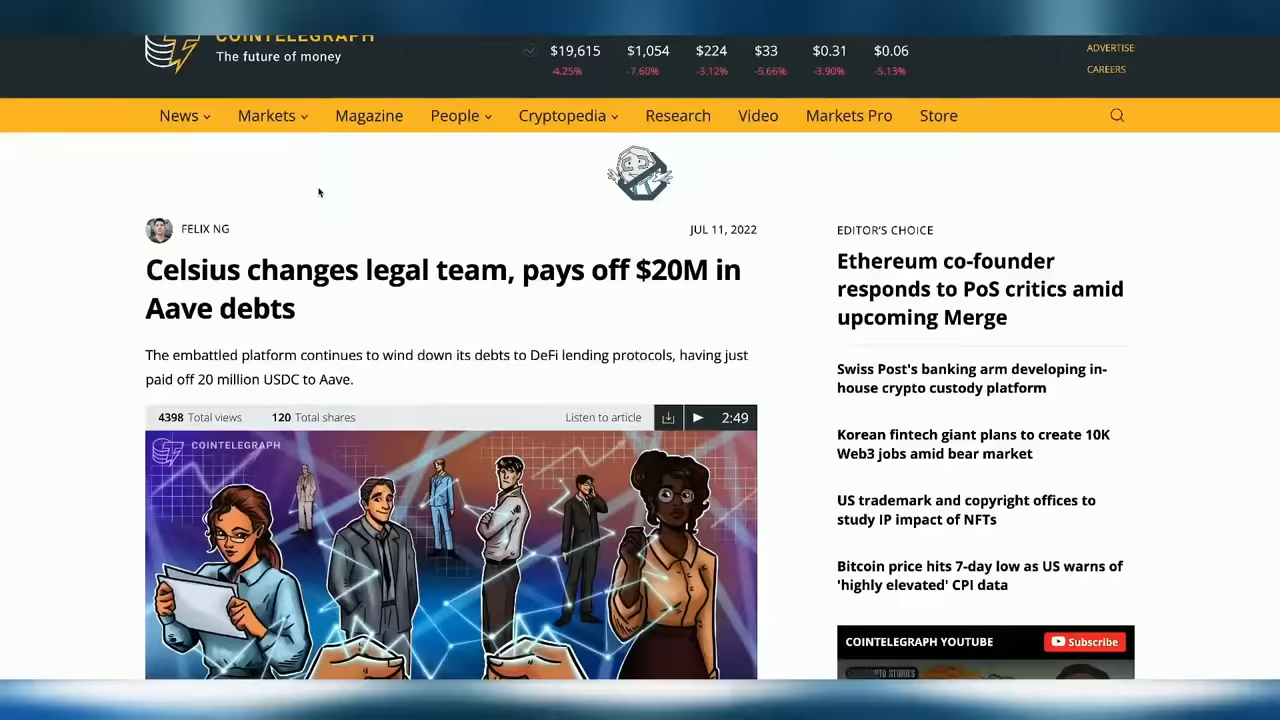 COINTELEGRAPH
The future of money
$19,615 $1,054 $224 $33 $0.31 $0.06
-4.25% -7.60% -3.12% -5.66% -3.90% -5.13%
ADVERTISE
CAREERS
News Markets Magazine People Cryptopedia Research Video Markets Pro Store
FELIX NG
JUL 11, 2022
Celsius changes legal team, pays off $20M in
Aave debts
The embattled platform continues to wind down its debts to DeFi lending protocols, having just
paid off 20 million USDC to Aave.
4398 Total views 120 Total shares Listen to article 2:49
COINTELEGRAPH
EDITOR'S CHOICE
Ethereum co-founder
responds to PoS critics amid
upcoming Merge
Swiss Post's banking arm developing in-
house crypto custody platform
Korean fintech giant plans to create 10K
Web3 jobs amid bear market
US trademark and copyright offices to
study IP impact of NFTs
Bitcoin price hits 7-day low as US warns of
'highly elevated' CPI data
COINTELEGRAPH YOUTUBE
Subscribe